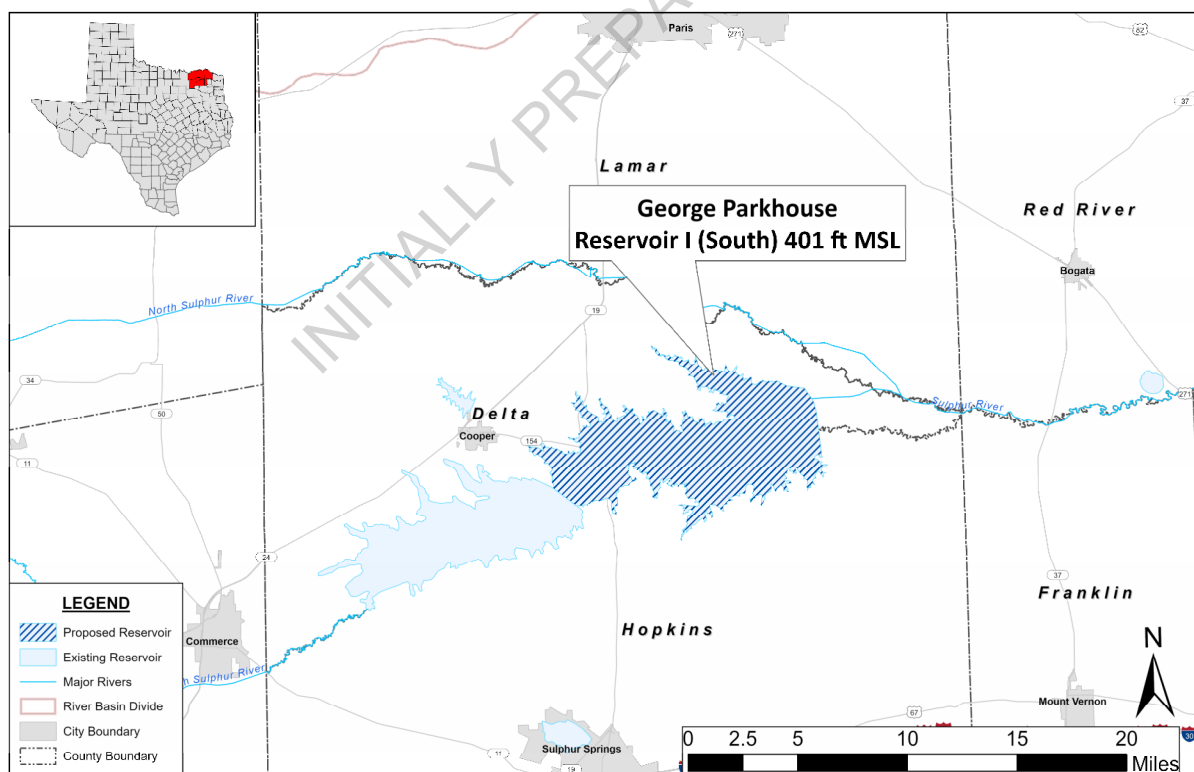 INITIALLY PREPA
Paris
271
82
37
Lamar
George Parkhouse
Reservoir I (South) 401 ft MSL
Red River
Bogata
North Sulphur River
19
34
50
271
Sulphur River
Delta
Cooper
154
11
24
37
Franklin
Hopkins
Commerce
h Sulphur River
Mount Vernon
67
30
Sulphur Springs
11
19
LEGEND
Proposed Reservoir
Existing Reservoir
Major Rivers
River Basin Divide
City Boundary
County Boundary
N
0 2.5 5 10 15 20
Miles